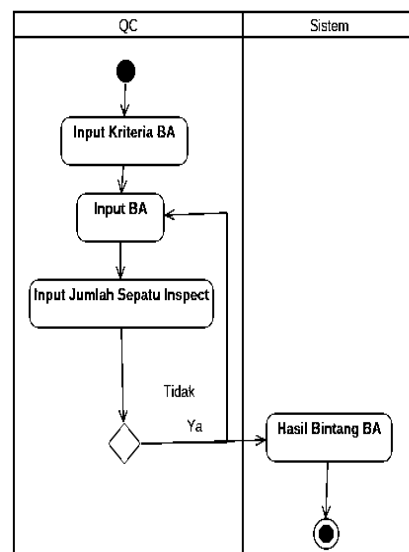 QC
Sistem
Input Kriteria BA
Input BA
Input Jumlah Sepatu Inspect
Tidak
Ya
Hasil Bintang BA